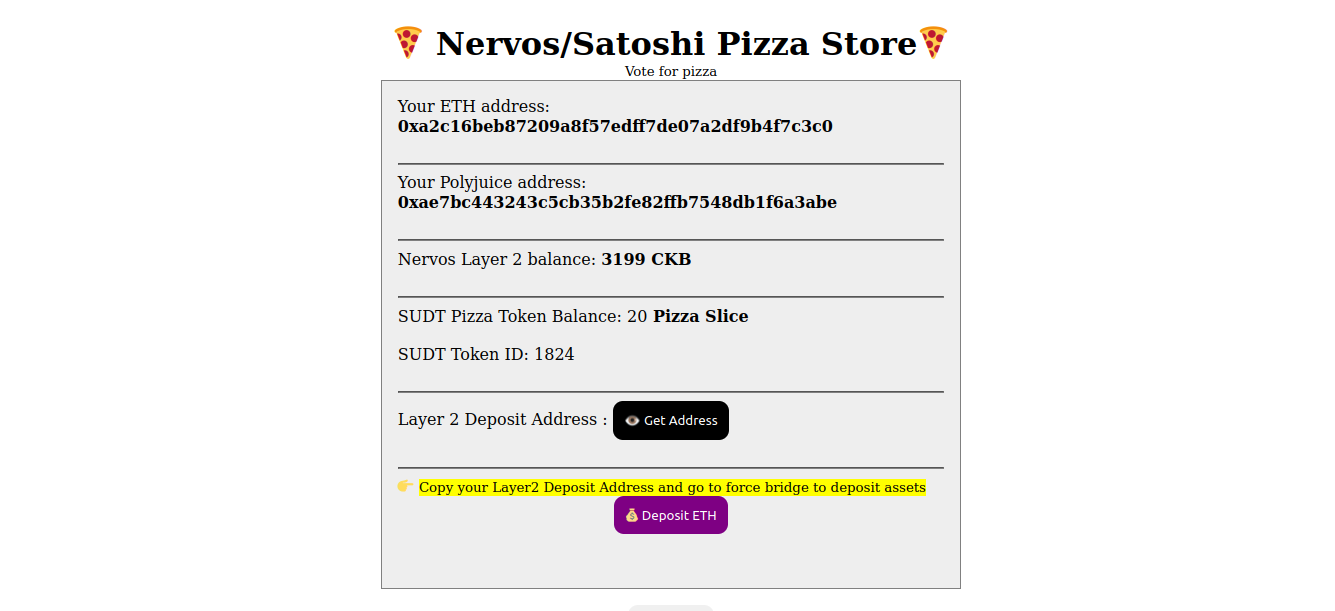 🍕 Nervos/Satoshi Pizza Store🍕
Vote for pizza
Your ETH address:
0xa2c16beb87209a8f57edff7de07a2df9b4f7c3c0
Your Polyjuice address:
0xae7bc443243c5cb35b2fe82ffb7548db1f6a3abe
Nervos Layer 2 balance: 3199 CKB
SUDT Pizza Token Balance: 20 Pizza Slice
SUDT Token ID: 1824
Layer 2 Deposit Address : 👁 Get Address
👉 Copy your Layer2 Deposit Address and go to force bridge to deposit assets
💰Deposit ETH